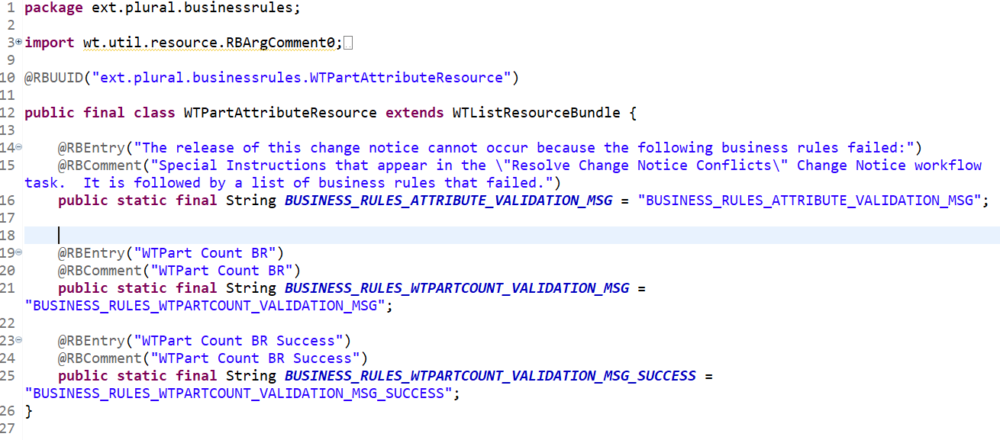 1 package ext.plural.businessrules;
2
3 import wt.util.resource.RBArgComment0;
9
10 @RBUUID("ext.plural.businessrules.WTPartAttributeResource")
11
12 public final class WTPartAttributeResource extends WTListResourceBundle {
13
14     @RBEntry("The release of this change notice cannot occur because the following business rules failed:")
15     @RBComment("Special Instructions that appear in the \"Resolve Change Notice Conflicts\" Change Notice workflow
task.  It is followed by a list of business rules that failed.")
16     public static final String BUSINESS_RULES_ATTRIBUTE_VALIDATION_MSG = "BUSINESS_RULES_ATTRIBUTE_VALIDATION_MSG";
17
18
19     @RBEntry("WTPart Count BR")
20     @RBComment("WTPart Count BR")
21     public static final String BUSINESS_RULES_WTPARTCOUNT_VALIDATION_MSG =
"BUSINESS_RULES_WTPARTCOUNT_VALIDATION_MSG";
22
23     @RBEntry("WTPart Count BR Success")
24     @RBComment("WTPart Count BR Success")
25     public static final String BUSINESS_RULES_WTPARTCOUNT_VALIDATION_MSG_SUCCESS =
"BUSINESS_RULES_WTPARTCOUNT_VALIDATION_MSG_SUCCESS";
26 }
27